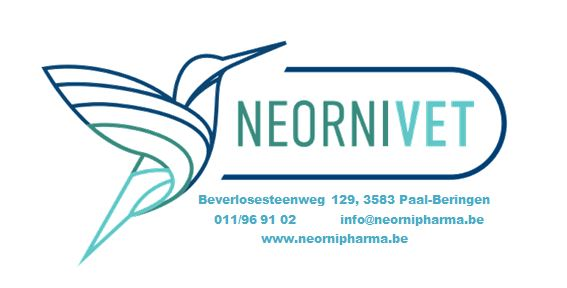 NEORNIVET
Beverlosesteenweg 129, 3583 Paal-Beringen
011/96 91 02 info@neornipharma.be
www.neornipharma.be